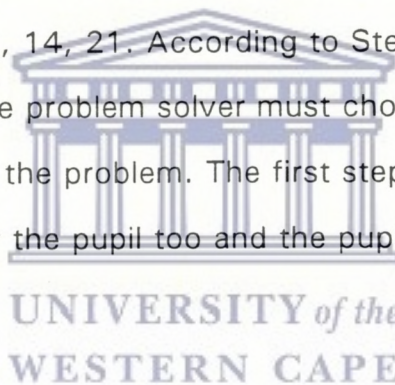 , 14, 21. According to Ste
e problem solver must cho
the problem. The first step
the pupil too and the pup
UNIVERSITY of the
WESTERN CAPE